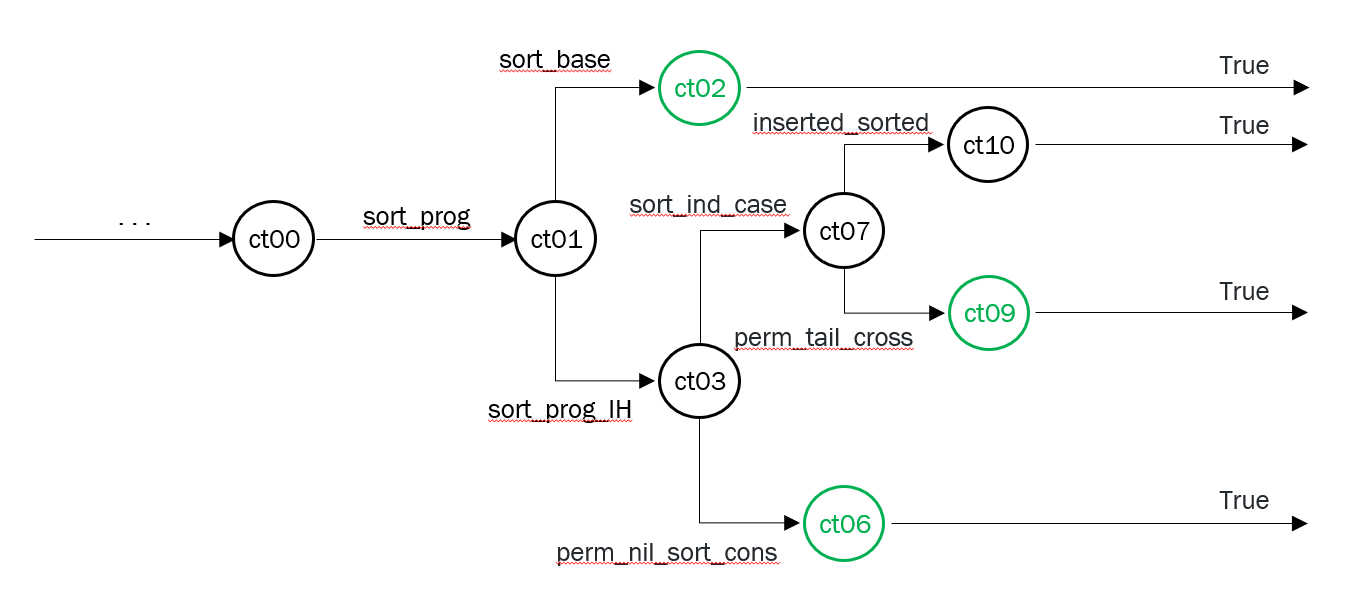 sort_base
ct02
True
inserted_sorted
ct10
True
sort_ind_case
ct07
. . .
ct00
sort_prog
ct01
perm_tail_cross
ct09
True
sort_prog_IH
ct03
perm_nil_sort_cons
ct06
True